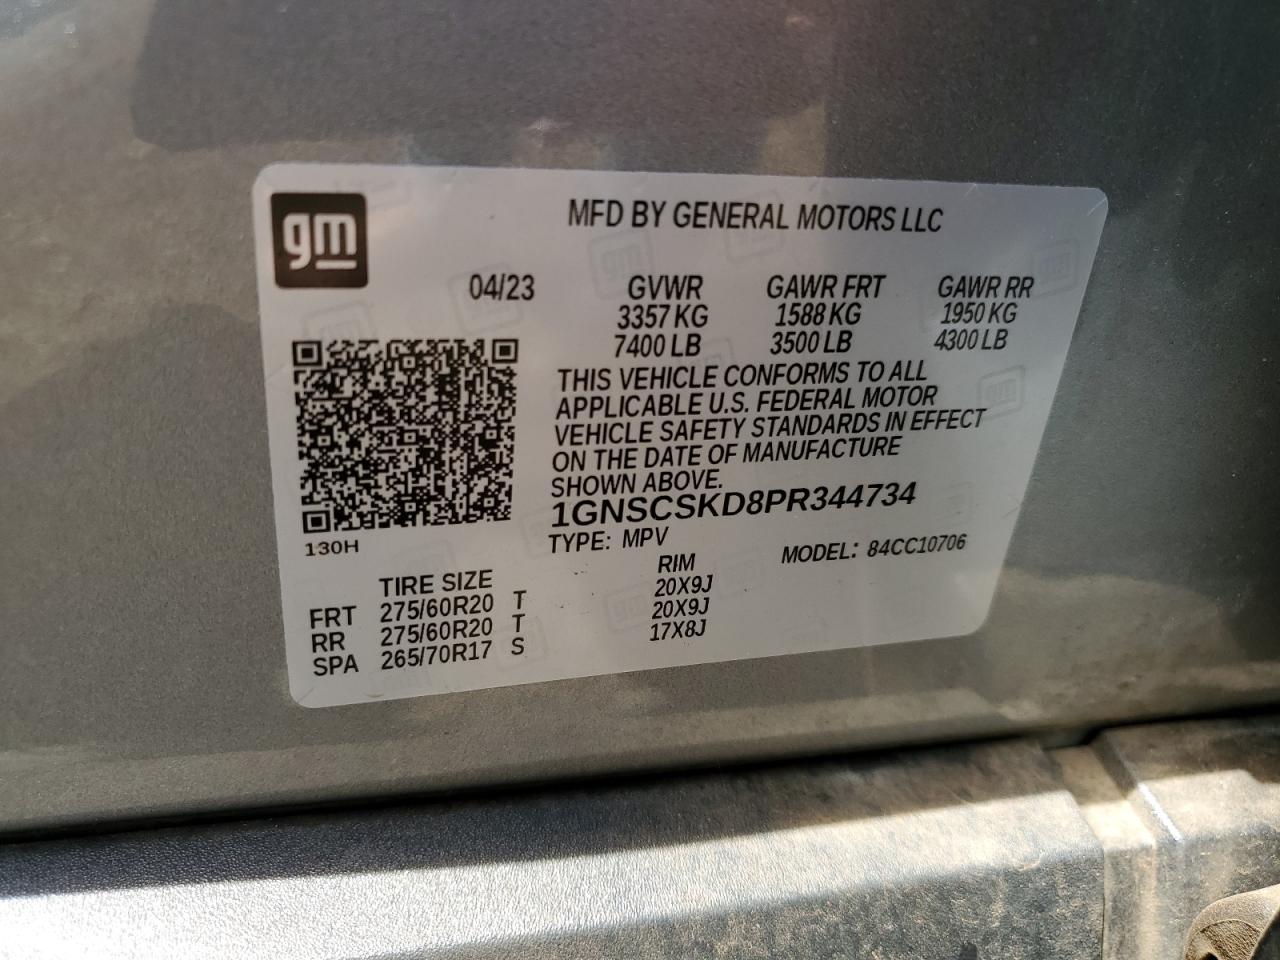 gm
MFD BY GENERAL MOTORS LLC
04/23 GVWR GAWR FRT GAWR RR
3357 KG 1588 KG 1950 KG
7400 LB 3500 LB 4300 LB
THIS VEHICLE CONFORMS TO ALL
APPLICABLE U.S. FEDERAL MOTOR
VEHICLE SAFETY STANDARDS IN EFFECT
ON THE DATE OF MANUFACTURE
SHOWN ABOVE.
1GNSCSKD8PR344734
130H
TYPE: MPV MODEL: 84CC10706
TIRE SIZE RIM
FRT 275/60R20 T 20X9J
RR 275/60R20 T 20X9J
SPA 265/70R17 S 17X8J